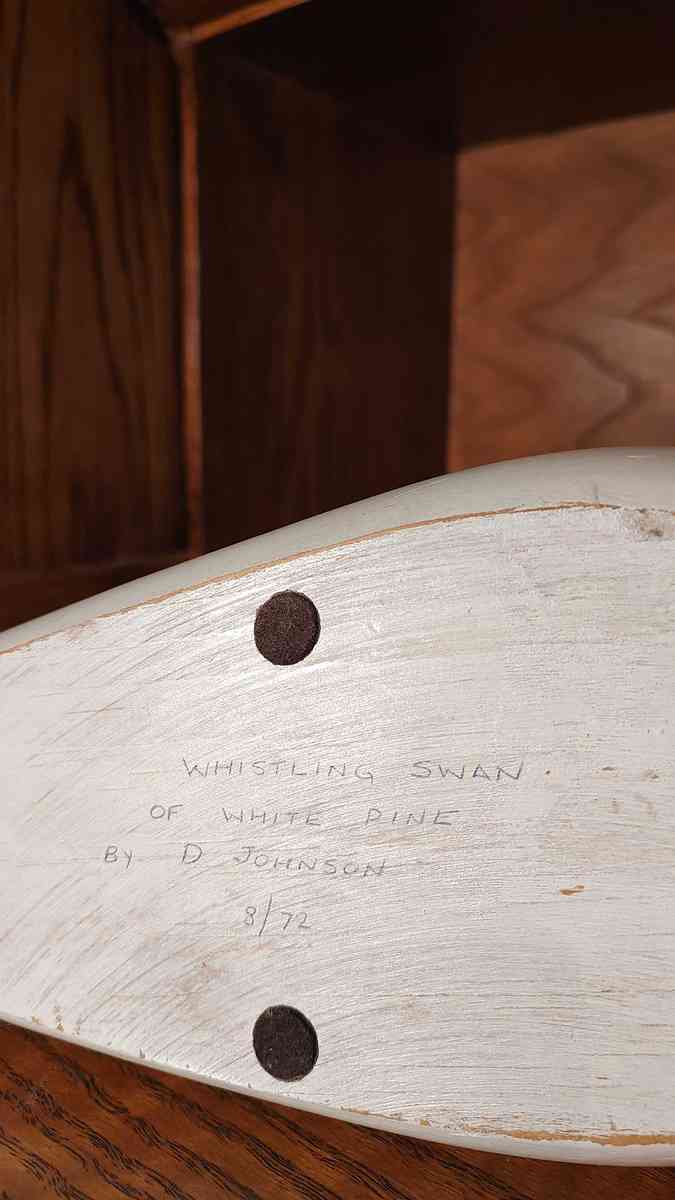 WHISTLING SWAN
OF WHITE PINE
BY D JOHNSON
8/72